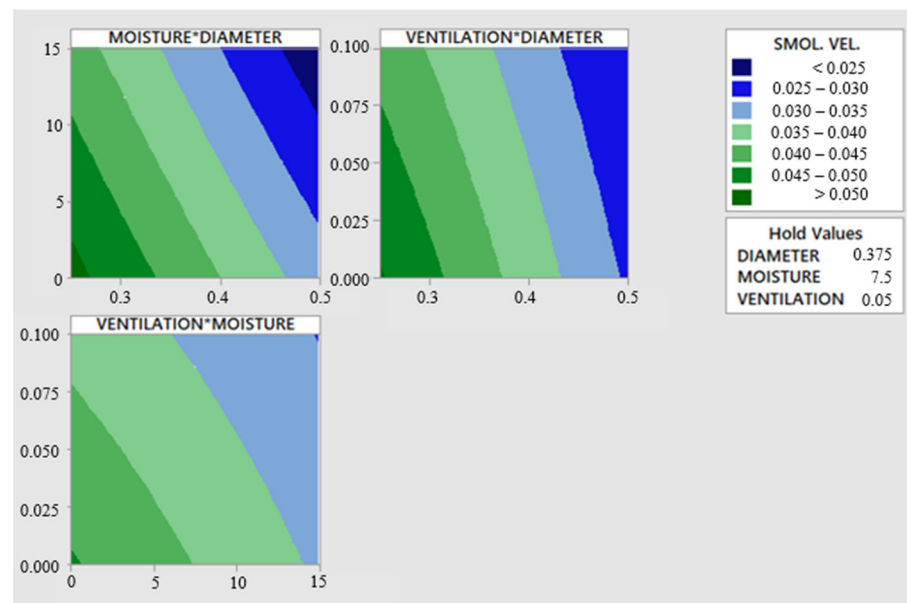 MOISTURE*DIAMETER
15
10
5
0
0.3
0.4
0.5
VENTILATION*DIAMETER
0.100
0.075
0.050
0.025
0.000
0.3
0.4
0.5
SMOL. VEL.
< 0.025
0.025 – 0.030
0.030 – 0.035
0.035 – 0.040
0.040 – 0.045
0.045 – 0.050
> 0.050
Hold Values
DIAMETER 0.375
MOISTURE 7.5
VENTILATION 0.05
VENTILATION*MOISTURE
0.100
0.075
0.050
0.025
0.000
0
5
10
15